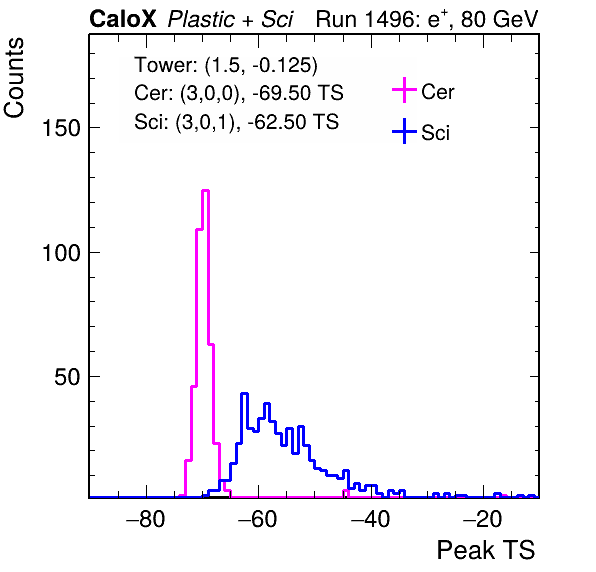 CaloX Plastic + Sci Run 1496: e+, 80 GeV
Tower: (1.5, -0.125)
Cer: (3,0,0), -69.50 TS
Sci: (3,0,1), -62.50 TS
Cer
Sci
Counts
150
100
50
−80 −60 −40 −20
Peak TS